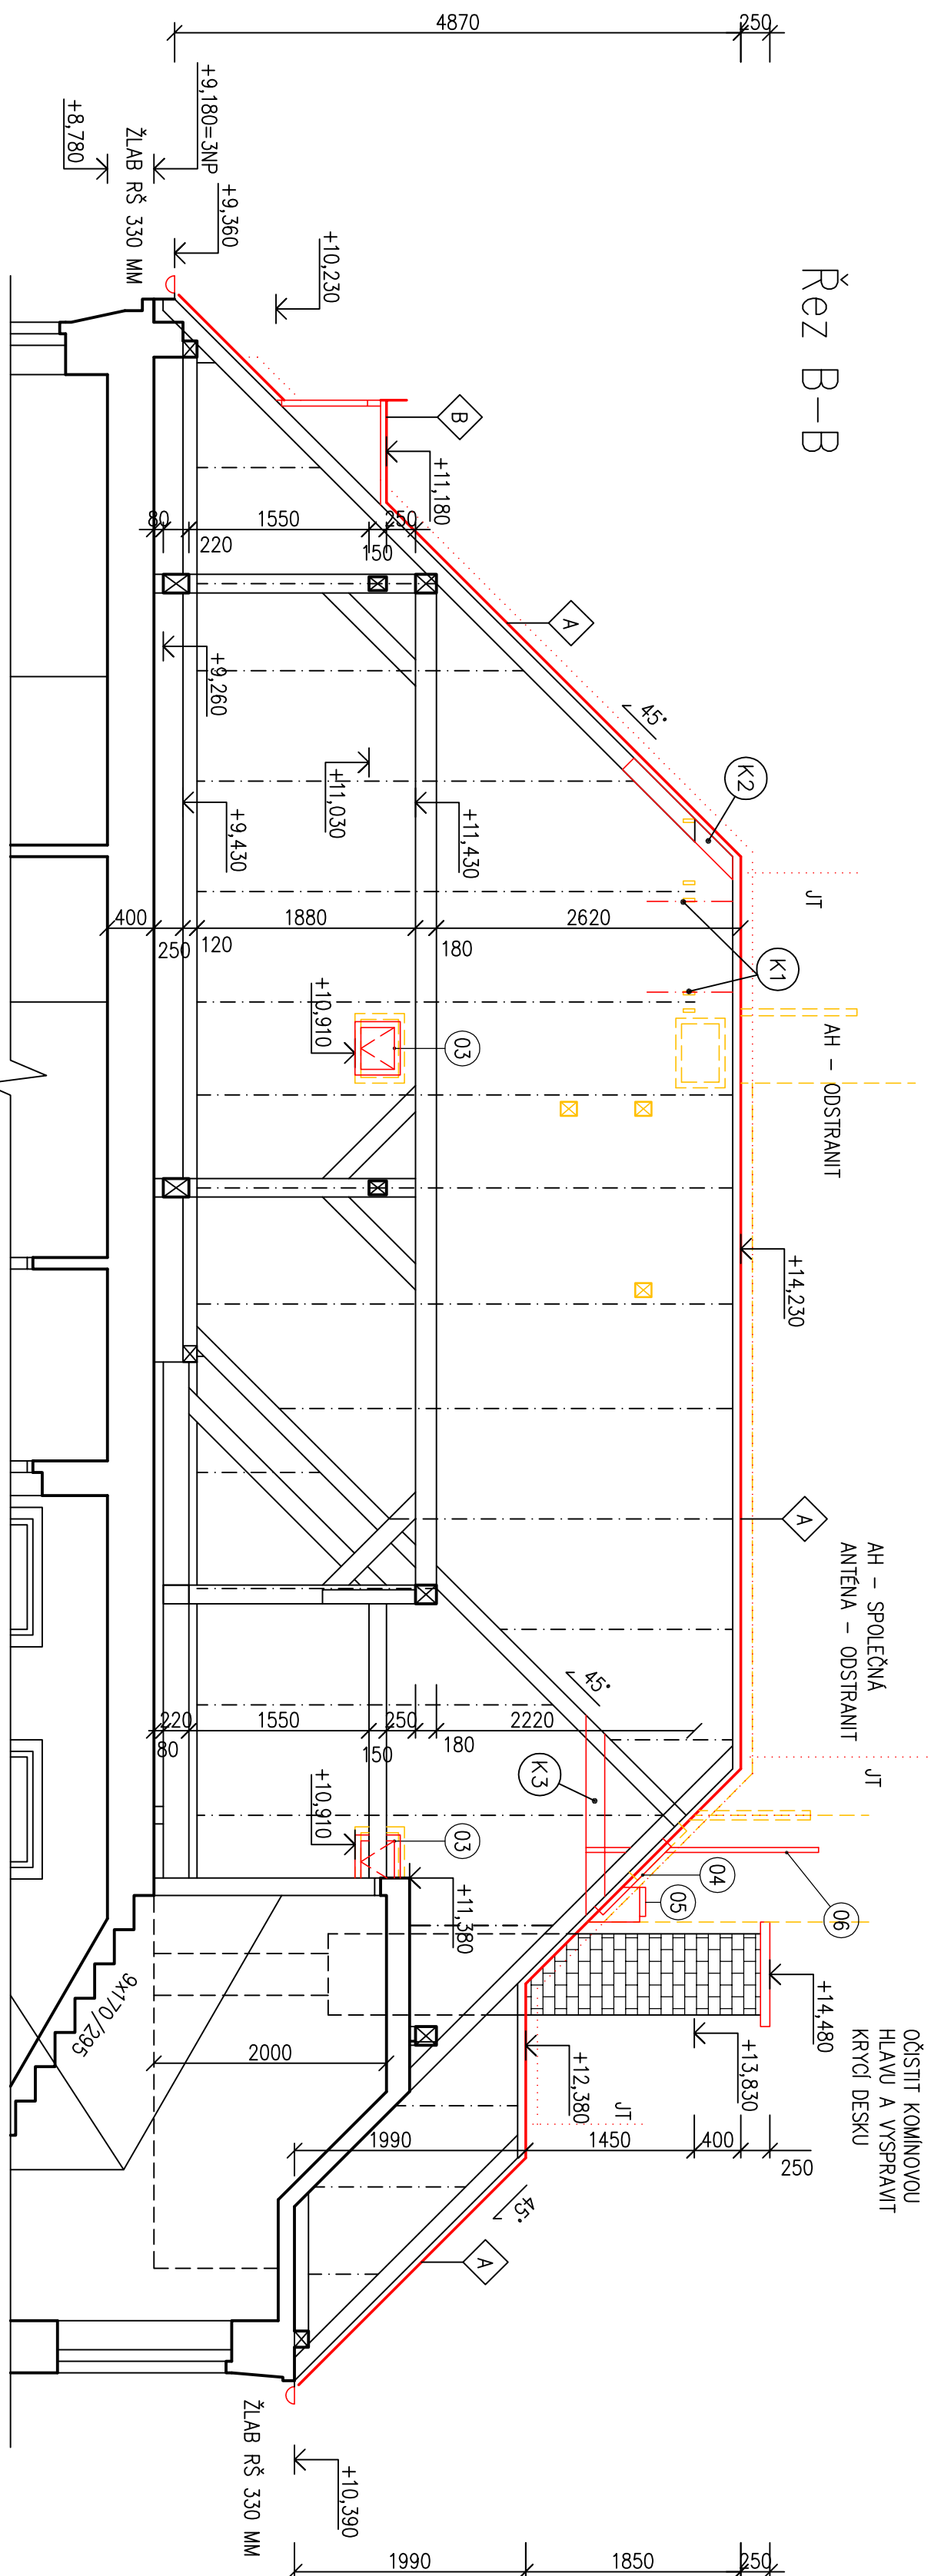 Řez B-B
4870
250
+9,180=3NP
+8,780
ŽLAB RŠ 330 MM
+9,360
+10,230
B
+11,180
80
1550
250
220
150
A
45°
+9,260
K2
+11,030
+11,430
+9,430
JT
400
1880
2620
250
120
180
K1
+10,910
03
AH - ODSTRANIT
+14,230
A
AH - SPOLEČNÁ
ANTÉNA - ODSTRANIT
45°
220
1550
250
2220
80
150
180
K3
JT
+10,910
03
04
05
06
+11,380
+14,480
OČISTIT KOMÍNOVOU
HLAVU A VYSPRAVIT
KRYCÍ DESKU
9x170/295
2000
+12,380
+13,830
JT
1990
1450
400
250
45°
A
ŽLAB RŠ 330 MM
+10,390
1990
1850
250